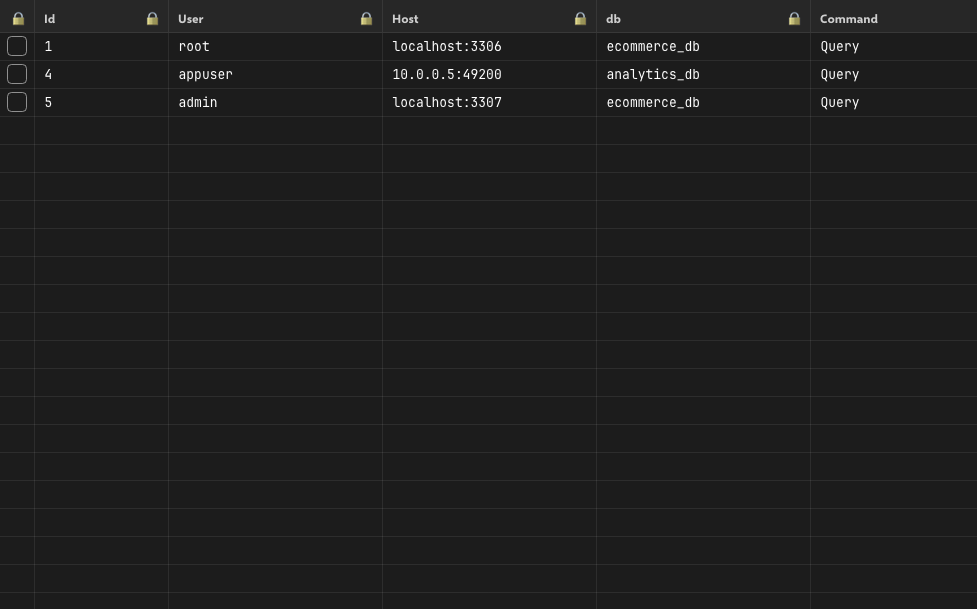 Id User Host db Command
1 root localhost:3306 ecommerce_db Query
4 appuser 10.0.0.5:49200 analytics_db Query
5 admin localhost:3307 ecommerce_db Query